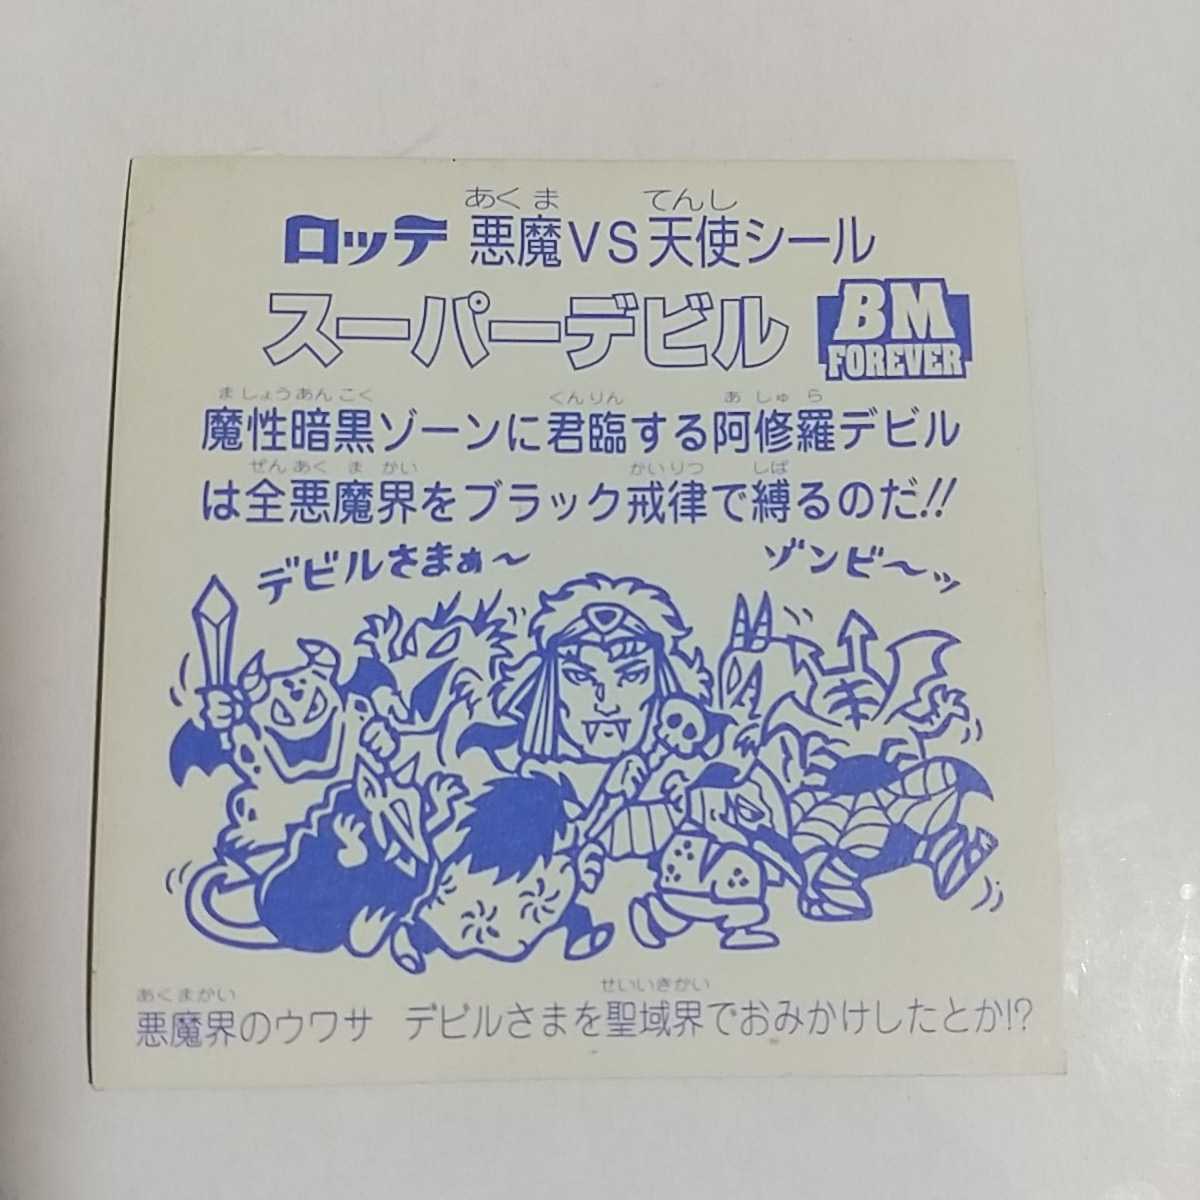 あくま てんし
ロッテ 悪魔VS天使シール
スーパーデビル
BM
FOREVER
ましょうあんこく くんりん あしゅら
魔性暗黒ゾーンに君臨する阿修羅デビル
ぜんあくまかい かいりつ しば
は全悪魔界をブラック戒律で縛るのだ!!
デビルさまぁ〜 ゾンビ〜ッ
あくまかい せいいきかい
悪魔界のウワサ デビルさまを聖域界でおみかけしたとか!?